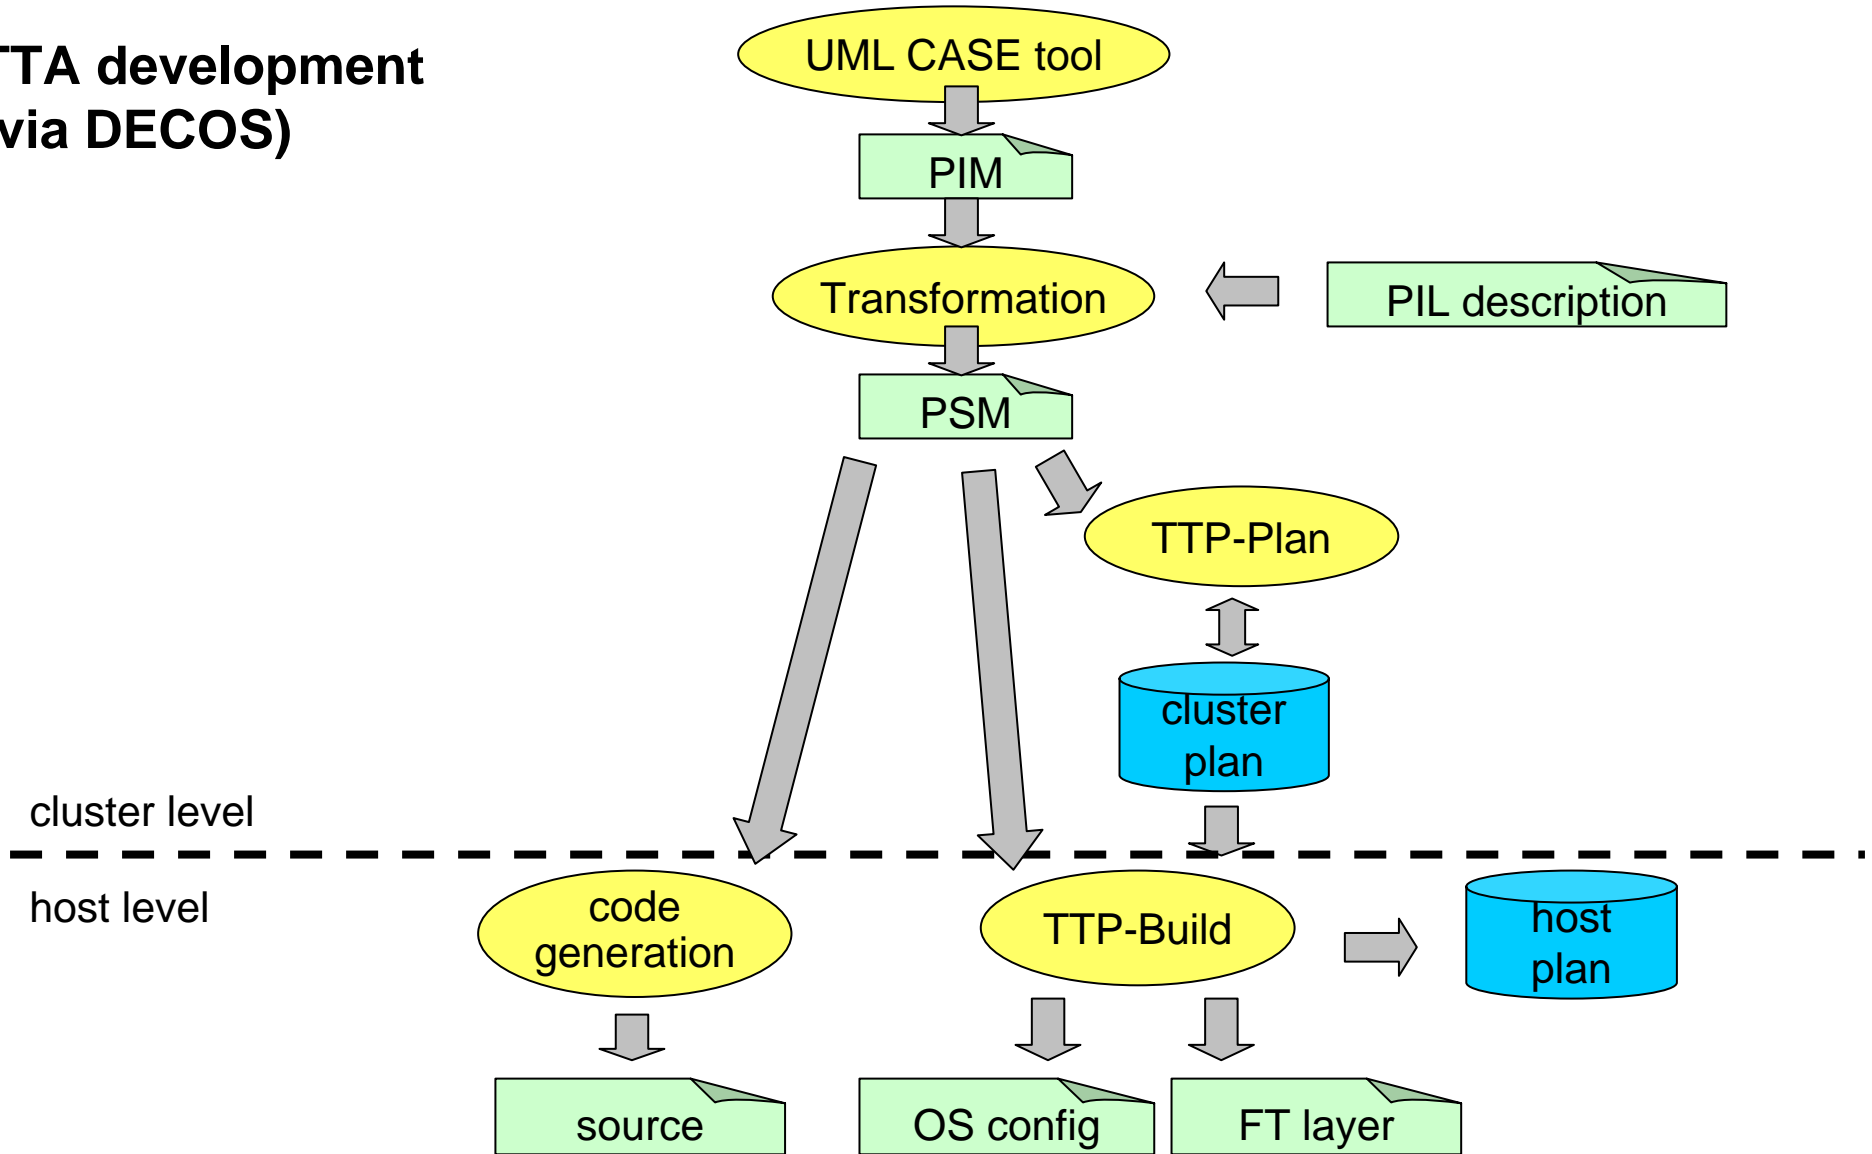 TTA development
via DECOS)
UML CASE tool
PIM
Transformation
PIL description
PSM
TTP-Plan
cluster
plan
cluster level
host level
code
generation
TTP-Build
host
plan
source
OS config
FT layer